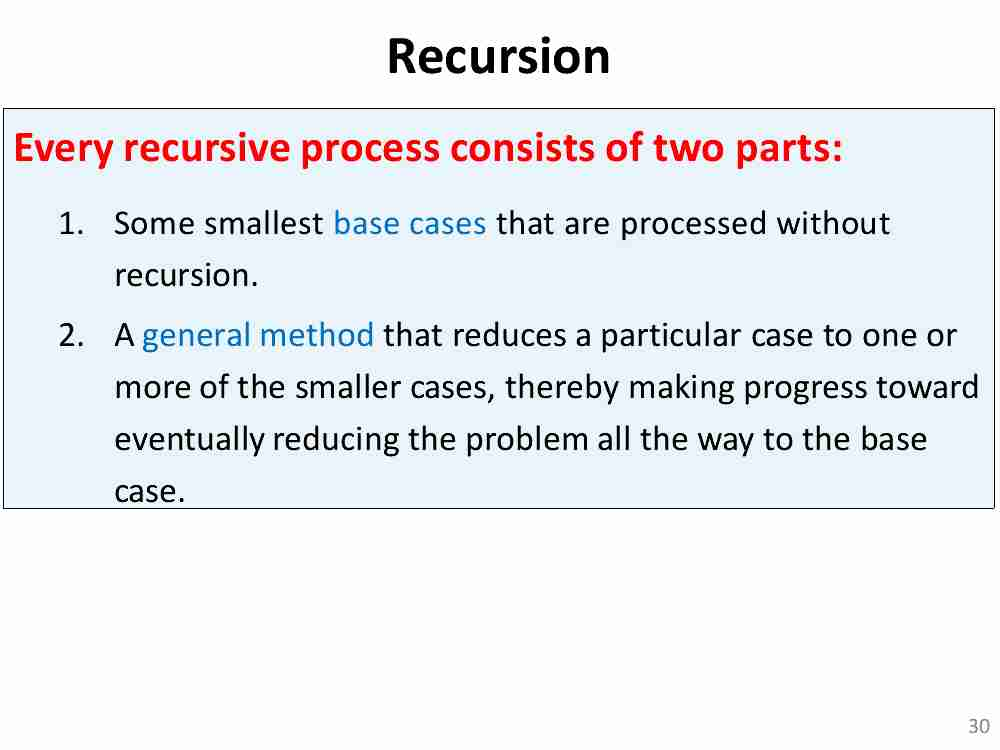 Recursion
Every recursive process consists of two parts:
1. Some smallest base cases that are processed without
recursion.
2. A general method that reduces a particular case to one or
more of the smaller cases, thereby making progress toward
eventually reducing the problem all the way to the base
case.
30